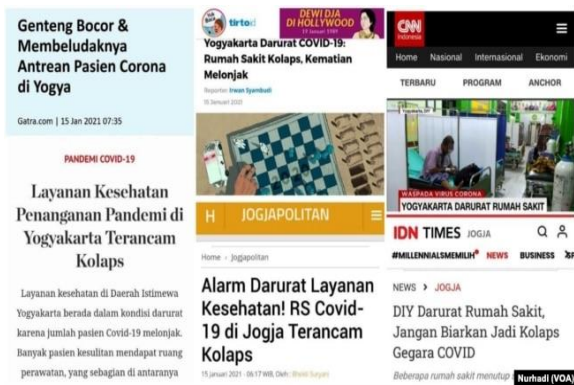 Genteng Bocor &
Membeludaknya
Antrean Pasien Corona
di Yogya
Gatra.com | 15 Jan 2021 07:35
PANDEMI COVID-19
Layanan Kesehatan
Penanganan Pandemi di
Yogyakarta Terancam
Kolaps
Layanan kesehatan di Daerah Istimewa
Yogyakarta berada dalam kondisi darurat
karena jumlah pasien Covid-19 melonjak.
Banyak pasien kesulitan mendapat ruang
perawatan, yang sebagian di antaranya
tirto.id
DEWI DJA
DI HOLLYWOOD
Yogyakarta Darurat COVID-19:
Rumah Sakit Kolaps, Kematian
Melonjak
Reporter: Irwan Syambudi
15 Januari 2021
H JOGJAPOLITAN
Home › Jogjapolitan
Alarm Darurat Layanan
Kesehatan! RS Covid-
19 di Jogja Terancam
Kolaps
15 Januari 2021 - 06:17 WIB, Oleh: Bhekti Suryani
CNN
Indonesia
Home Nasional Internasional Ekonomi
TERBARU PROGRAM ANCHOR
Yogyakarta, DIY
WASPADA VIRUS CORONA
YOGYAKARTA DARURAT RUMAH SAKIT
IDN TIMES JOGJA
#MILLENNIALSMEMILIH NEWS BUSINESS
NEWS > JOGJA
DIY Darurat Rumah Sakit,
Jangan Biarkan Jadi Kolaps
Gegara COVID
Beberapa rumah sakit menutup
Nurhadi (VOA)